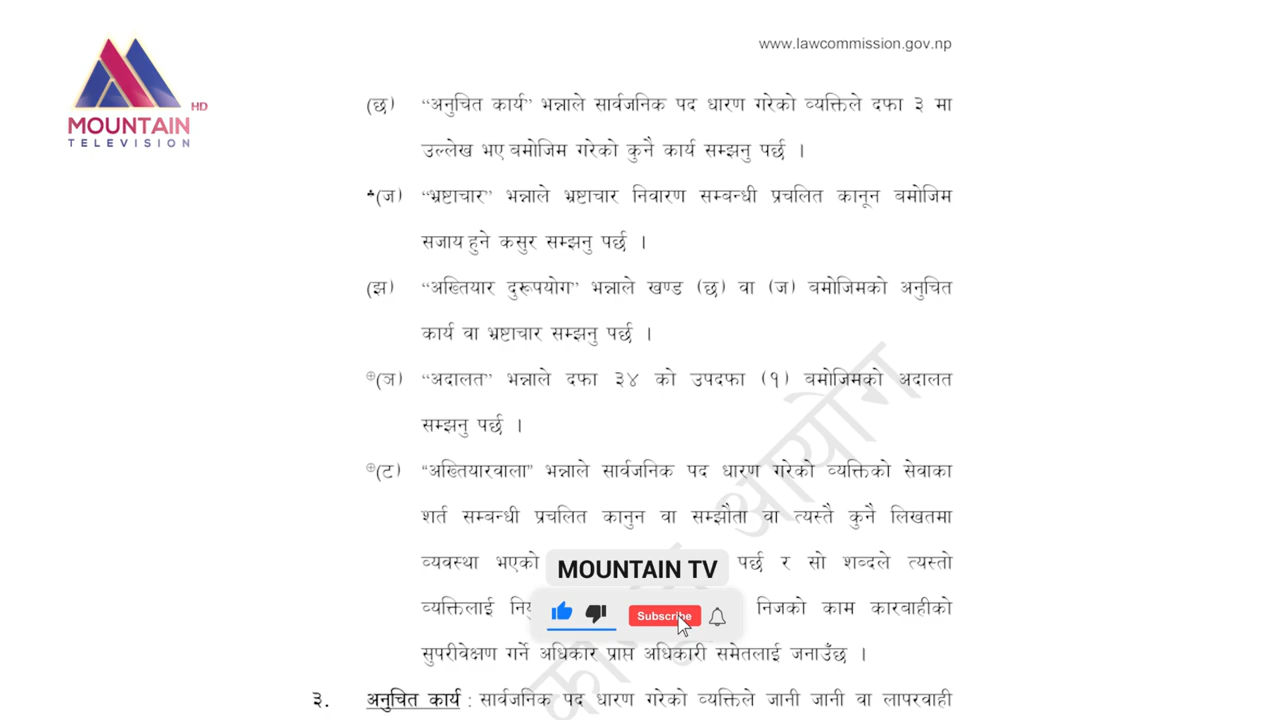 www.lawcommission.gov.np
MOUNTAIN HD
TELEVISION
(छ) “अनुचित कार्य” भन्नाले सार्वजनिक पद धारण गरेको व्यक्तिले दफा ३ मा
उल्लेख भए बमोजिम गरेको कुनै कार्य सम्झनु पर्छ ।
♣(ज) “भ्रष्टाचार” भन्नाले भ्रष्टाचार निवारण सम्बन्धी प्रचलित कानून बमोजिम
सजाय हुने कसुर सम्झनु पर्छ ।
(झ) “अख्तियार दुरूपयोग” भन्नाले खण्ड (छ) वा (ज) बमोजिमको अनुचित
कार्य वा भ्रष्टाचार सम्झनु पर्छ ।
⊕(ञ) “अदालत” भन्नाले दफा ३४ को उपदफा (१) बमोजिमको अदालत
सम्झनु पर्छ ।
⊕(ट) “अख्तियारवाला” भन्नाले सार्वजनिक पद धारण गरेको व्यक्तिको सेवाका
शर्त सम्बन्धी प्रचलित कानुन वा सम्झौता वा त्यस्तै कुनै लिखतमा
व्यवस्था भएको पर्छ र सो शब्दले त्यस्तो
MOUNTAIN TV
व्यक्तिलाई निजको काम कारबाहीको
Subscribe
सुपरीवेक्षण गर्ने अधिकार प्राप्त अधिकारी समेतलाई जनाउँछ ।
३. अनुचित कार्य : सार्वजनिक पद धारण गरेको व्यक्तिले जानी जानी वा लापरवाही
आयोग